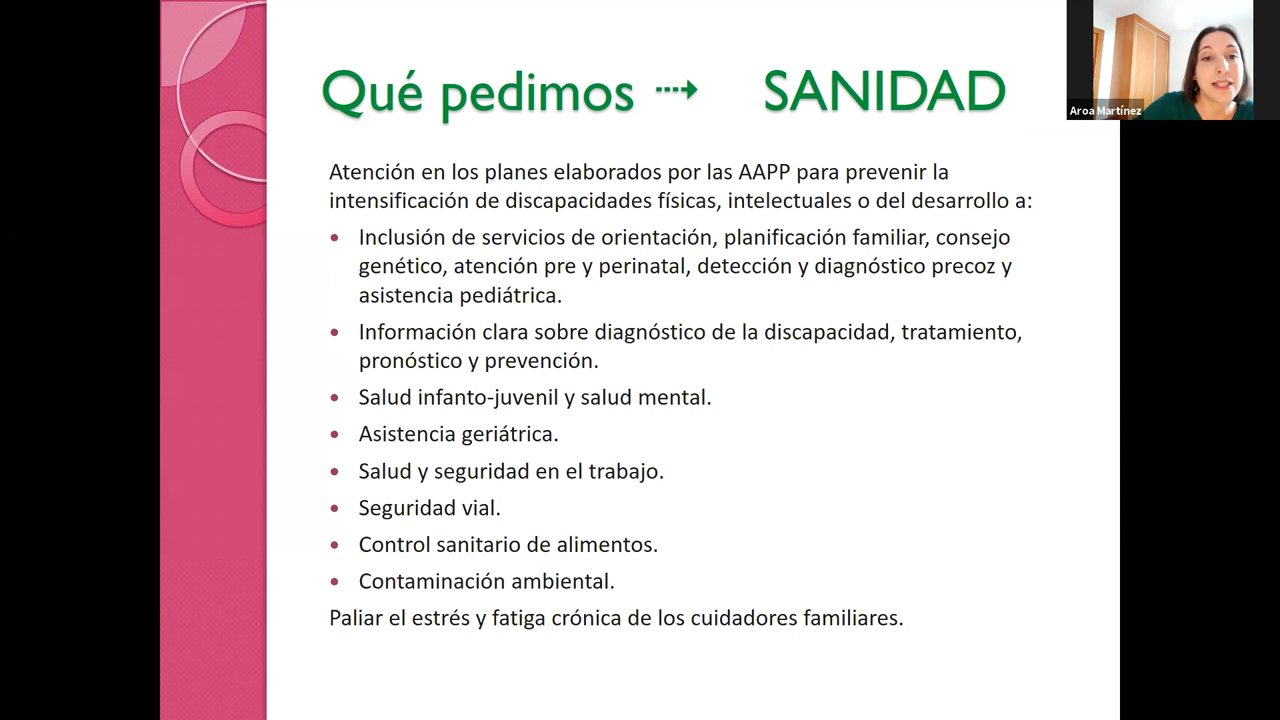 Qué pedimos ⇢ SANIDAD
Aroa Martínez
Atención en los planes elaborados por las AAPP para prevenir la
intensificación de discapacidades físicas, intelectuales o del desarrollo a:
• Inclusión de servicios de orientación, planificación familiar, consejo
genético, atención pre y perinatal, detección y diagnóstico precoz y
asistencia pediátrica.
• Información clara sobre diagnóstico de la discapacidad, tratamiento,
pronóstico y prevención.
• Salud infanto-juvenil y salud mental.
• Asistencia geriátrica.
• Salud y seguridad en el trabajo.
• Seguridad vial.
• Control sanitario de alimentos.
• Contaminación ambiental.
Paliar el estrés y fatiga crónica de los cuidadores familiares.